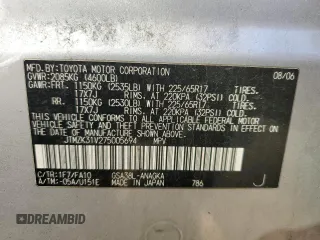 MFD.BY:TOYOTA MOTOR CORPORATION 08/06
GVWR: 2085KG (4600LB)
GAWR:FRT. 1150KG (2535LB) WITH 225/65R17 TIRES.
17X7J RIMS. AT 220KPA (32PSI) COLD
RR. 1150KG (2530LB) WITH 225/65R17 TIRES.
17X7J RIMS. AT 220KPA (32PSI) COLD
THIS VEHICLE CONFORMS TO ALL APPLICABLE FEDERAL MOTOR
VEHICLE SAFETY, BUMPER, AND THEFT PREVENTION STANDARDS IN
EFFECT ON THE DATE OF MANUFACTURE SHOWN ABOVE.
JTMZK31V275005694 MPV
C/TR:1F7/FA10 GSA38L-ANAGKA
A/TM:-05A/U151E MADE IN JAPAN 786 J